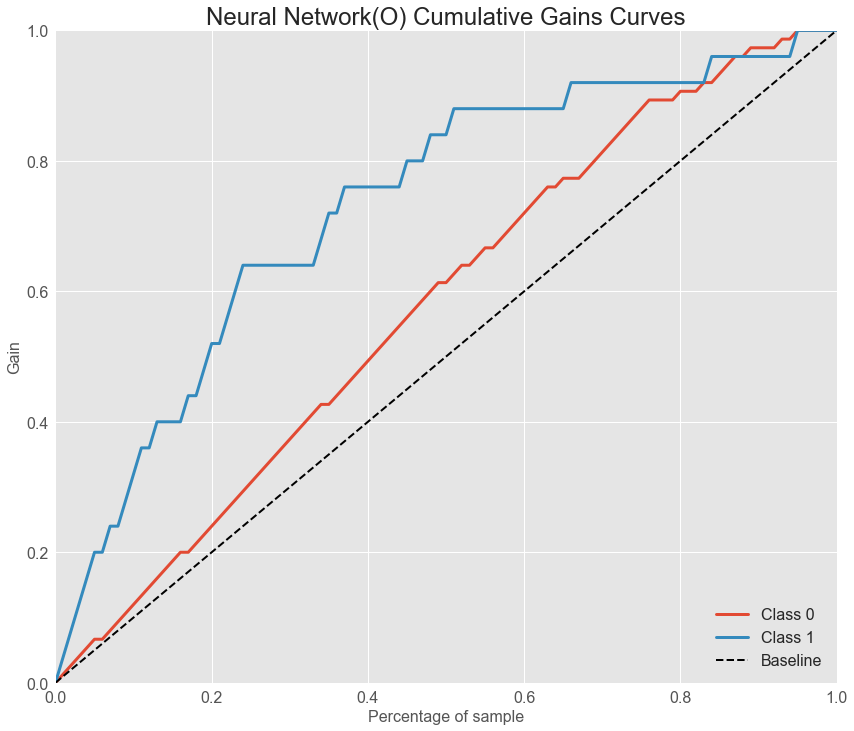 Neural Network(O) Cumulative Gains Curves
1.0
0.8
0.6
0.4
0.2
0.0
Gain
0.0 0.2 0.4 0.6 0.8 1.0
Percentage of sample
Class 0
Class 1
Baseline